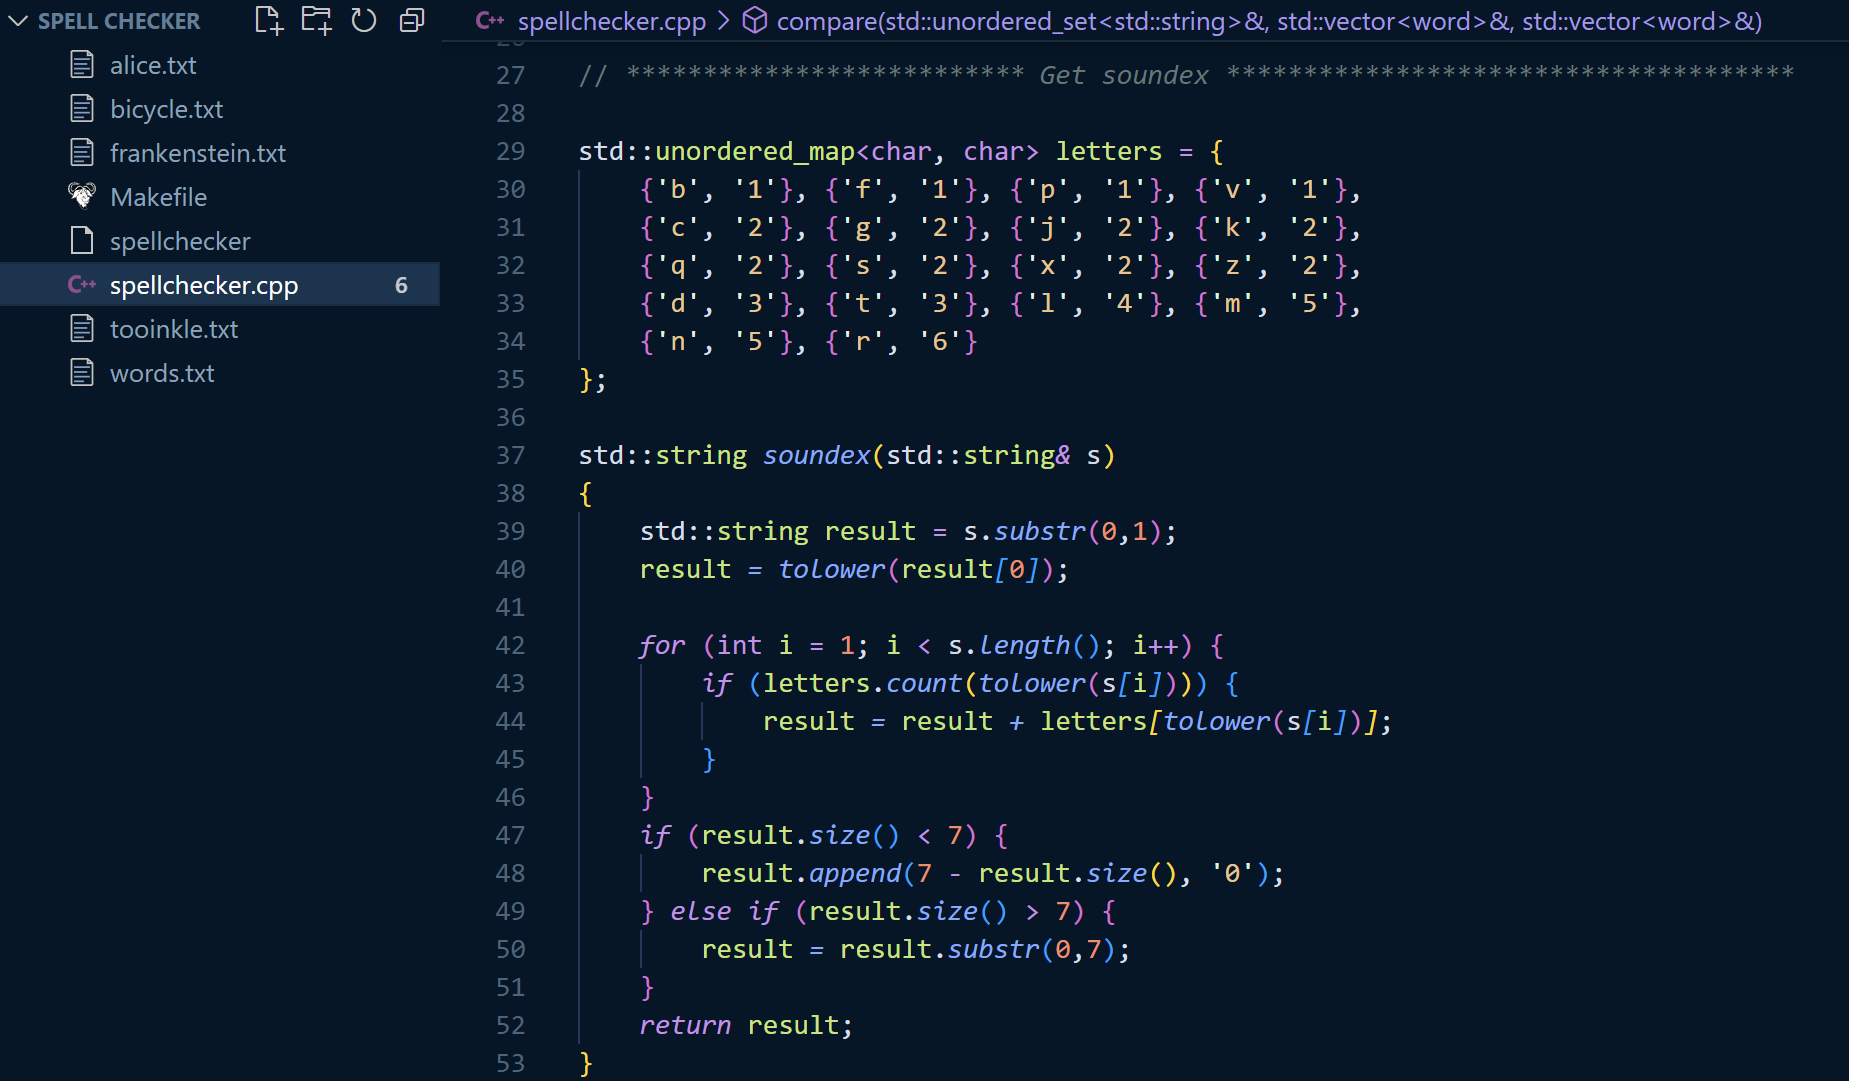 SPELL CHECKER
alice.txt
bicycle.txt
frankenstein.txt
Makefile
spellchecker
spellchecker.cpp 6
tooinkle.txt
words.txt
spellchecker.cpp > compare(std::unordered_set<std::string>&, std::vector<word>&, std::vector<word>&)
27 // ************************** Get soundex *************************************
28
29 std::unordered_map<char, char> letters = {
30     {'b', '1'}, {'f', '1'}, {'p', '1'}, {'v', '1'},
31     {'c', '2'}, {'g', '2'}, {'j', '2'}, {'k', '2'},
32     {'q', '2'}, {'s', '2'}, {'x', '2'}, {'z', '2'},
33     {'d', '3'}, {'t', '3'}, {'l', '4'}, {'m', '5'},
34     {'n', '5'}, {'r', '6'}
35 };
36
37 std::string soundex(std::string& s)
38 {
39     std::string result = s.substr(0,1);
40     result = tolower(result[0]);
41
42     for (int i = 1; i < s.length(); i++) {
43         if (letters.count(tolower(s[i]))) {
44             result = result + letters[tolower(s[i])];
45         }
46     }
47     if (result.size() < 7) {
48         result.append(7 - result.size(), '0');
49     } else if (result.size() > 7) {
50         result = result.substr(0,7);
51     }
52     return result;
53 }